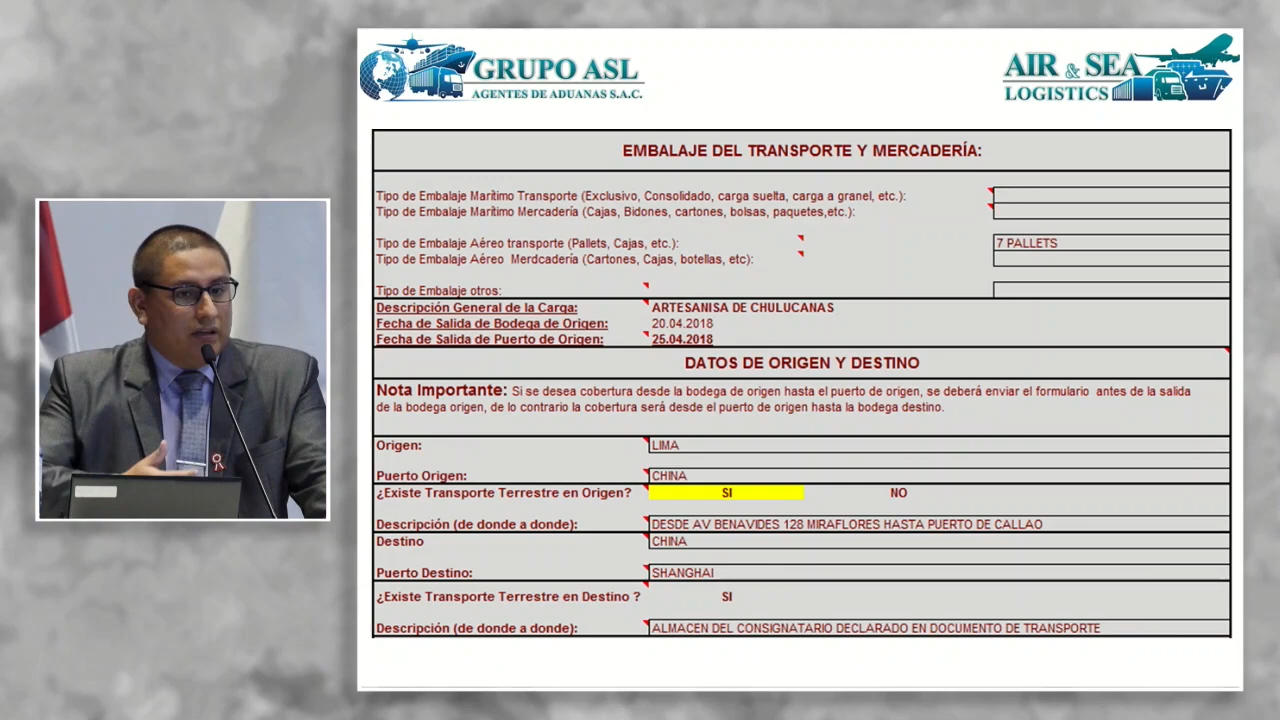 GRUPO ASL
AGENTES DE ADUANAS S.A.C.
AIR & SEA
LOGISTICS
EMBALAJE DEL TRANSPORTE Y MERCADERÍA:
Tipo de Embalaje Marítimo Transporte (Exclusivo, Consolidado, carga suelta, carga a granel, etc.):
Tipo de Embalaje Marítimo Mercadería (Cajas, Bidones, cartones, bolsas, paquetes,etc.):
Tipo de Embalaje Aéreo transporte (Pallets, Cajas, etc.): 7 PALLETS
Tipo de Embalaje Aéreo Merdcadería (Cartones, Cajas, botellas, etc):
Tipo de Embalaje otros:
Descripción General de la Carga: ARTESANISA DE CHULUCANAS
Fecha de Salida de Bodega de Origen: 20.04.2018
Fecha de Salida de Puerto de Origen: 25.04.2018
DATOS DE ORIGEN Y DESTINO
Nota Importante: Si se desea cobertura desde la bodega de origen hasta el puerto de origen, se deberá enviar el formulario antes de la salida
de la bodega origen, de lo contrario la cobertura será desde el puerto de origen hasta la bodega destino.
Origen: LIMA
Puerto Origen: CHINA
¿Existe Transporte Terrestre en Origen? SI NO
Descripción (de donde a donde): DESDE AV BENAVIDES 128 MIRAFLORES HASTA PUERTO DE CALLAO
Destino CHINA
Puerto Destino: SHANGHAI
¿Existe Transporte Terrestre en Destino ? SI
Descripción (de donde a donde): ALMACEN DEL CONSIGNATARIO DECLARADO EN DOCUMENTO DE TRANSPORTE